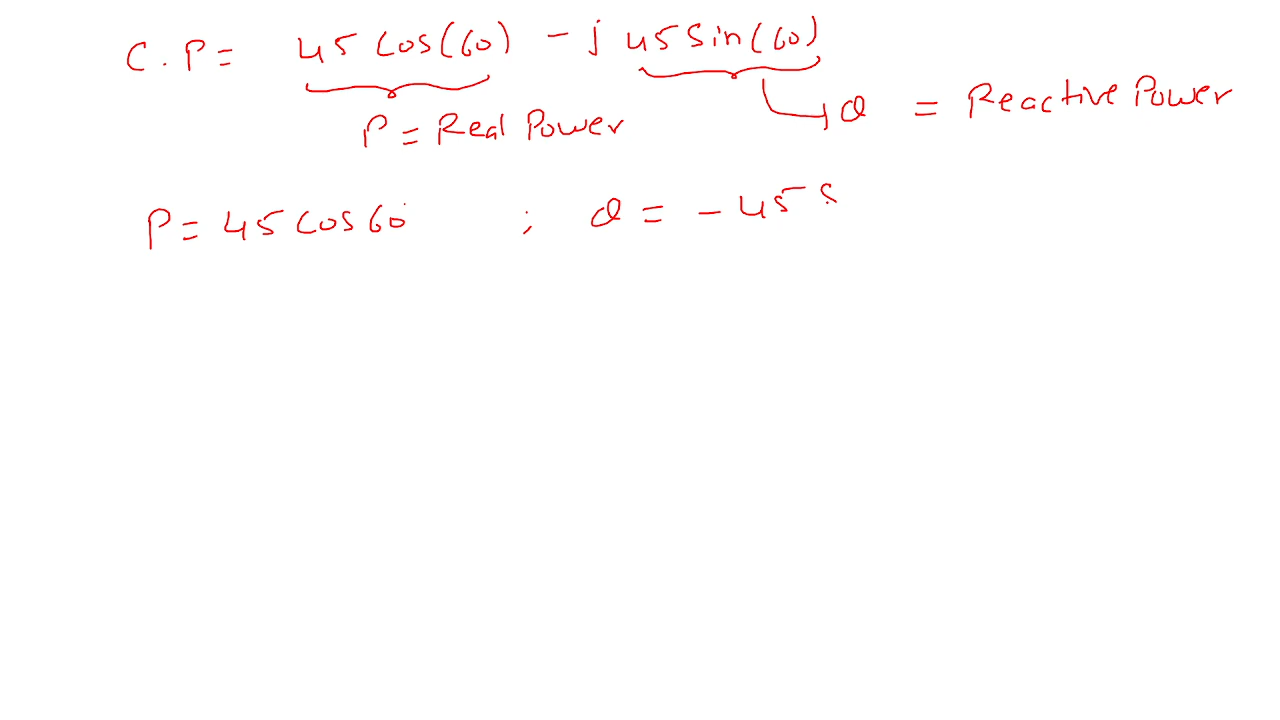 C.P = 45 Cos(60) - j 45 Sin(60)
P = Real Power
Q = Reactive Power
P = 45 Cos 60° ; Q = - 45 S